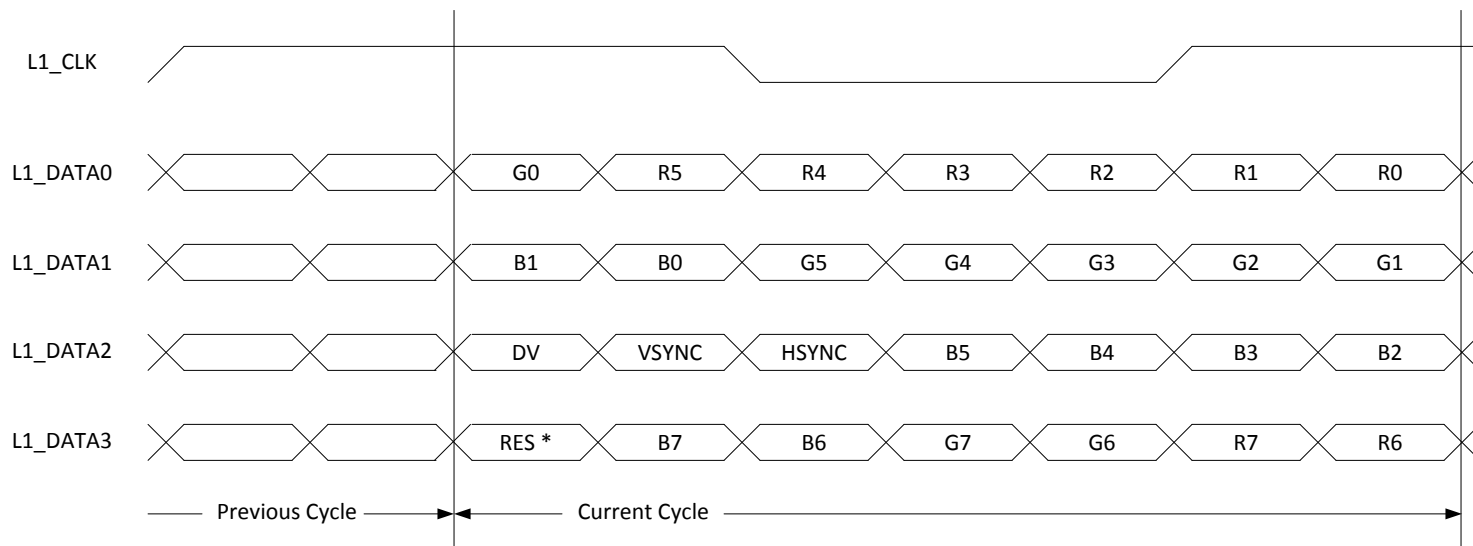 L1_CLK
L1_DATA0 G0 R5 R4 R3 R2 R1 R0
L1_DATA1 B1 B0 G5 G4 G3 G2 G1
L1_DATA2 DV VSYNC HSYNC B5 B4 B3 B2
L1_DATA3 RES * B7 B6 G7 G6 R7 R6
Previous Cycle Current Cycle